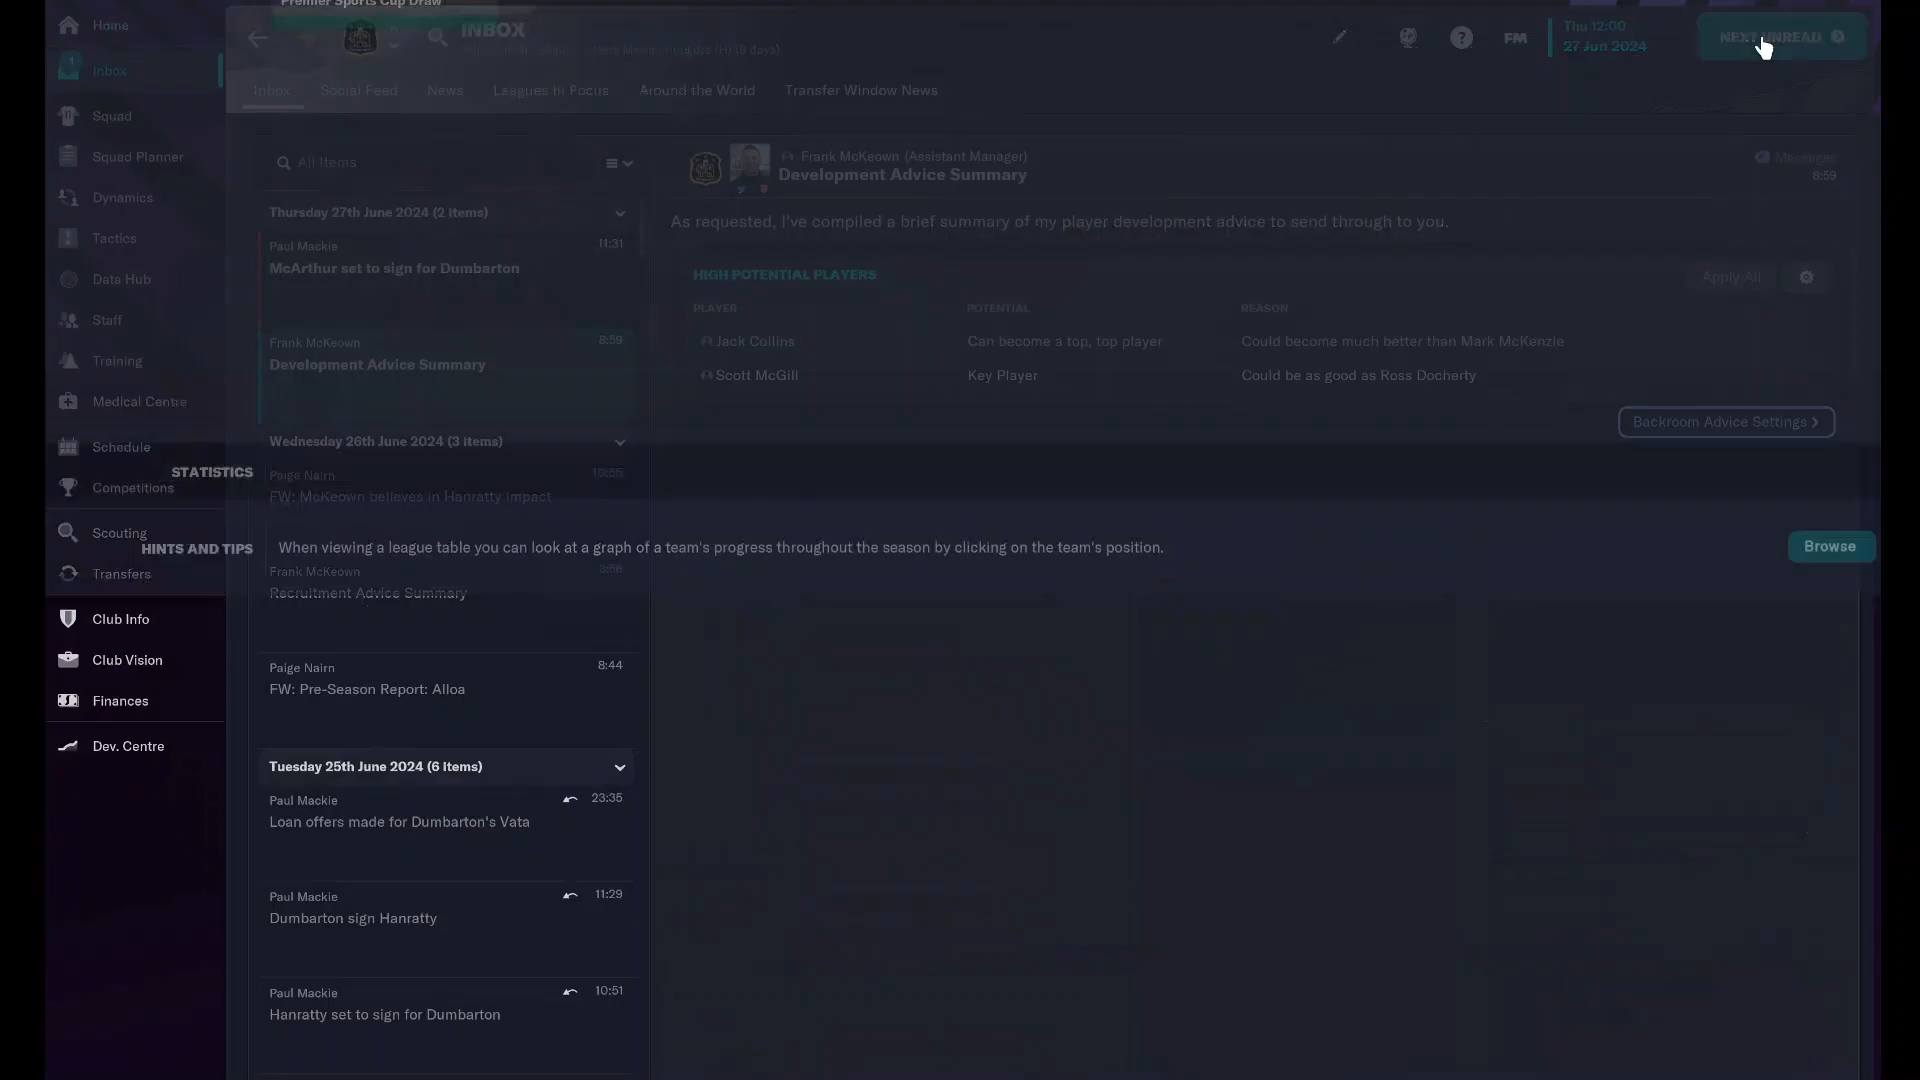 Premier Sports Cup Draw
Home
INBOX
Thu 12:00
27 Jun 2024
FM
NEXT UNREAD
1
Inbox
Inbox
Social Feed
News
Leagues In Focus
Around the World
Transfer Window News
Squad
Squad Planner
Dynamics
Tactics
Data Hub
Staff
Training
Medical Centre
Schedule
Competitions
Scouting
Transfers
Club Info
Club Vision
Finances
Dev. Centre
STATISTICS
HINTS AND TIPS
When viewing a league table you can look at a graph of a team's progress throughout the season by clicking on the team's position.
Browse
All Items
Thursday 27th June 2024 (2 items)
Paul Mackie
11:31
McArthur set to sign for Dumbarton
Frank McKeown
8:59
Development Advice Summary
Wednesday 26th June 2024 (3 items)
Paige Nairn
10:55
FW: McKeown believes in Hanratty impact
Frank McKeown
Recruitment Advice Summary
Paige Nairn
8:44
FW: Pre-Season Report: Alloa
Tuesday 25th June 2024 (6 items)
Paul Mackie
23:35
Loan offers made for Dumbarton's Vata
Paul Mackie
11:29
Dumbarton sign Hanratty
Paul Mackie
10:51
Hanratty set to sign for Dumbarton
Frank McKeown (Assistant Manager)
Development Advice Summary
Messages
8:59
As requested, I've compiled a brief summary of my player development advice to send through to you.
HIGH POTENTIAL PLAYERS
Apply All
PLAYER
POTENTIAL
REASON
Jack Collins
Can become a top, top player
Could become much better than Mark McKenzie
Scott McGill
Key Player
Could be as good as Ross Docherty
Backroom Advice Settings